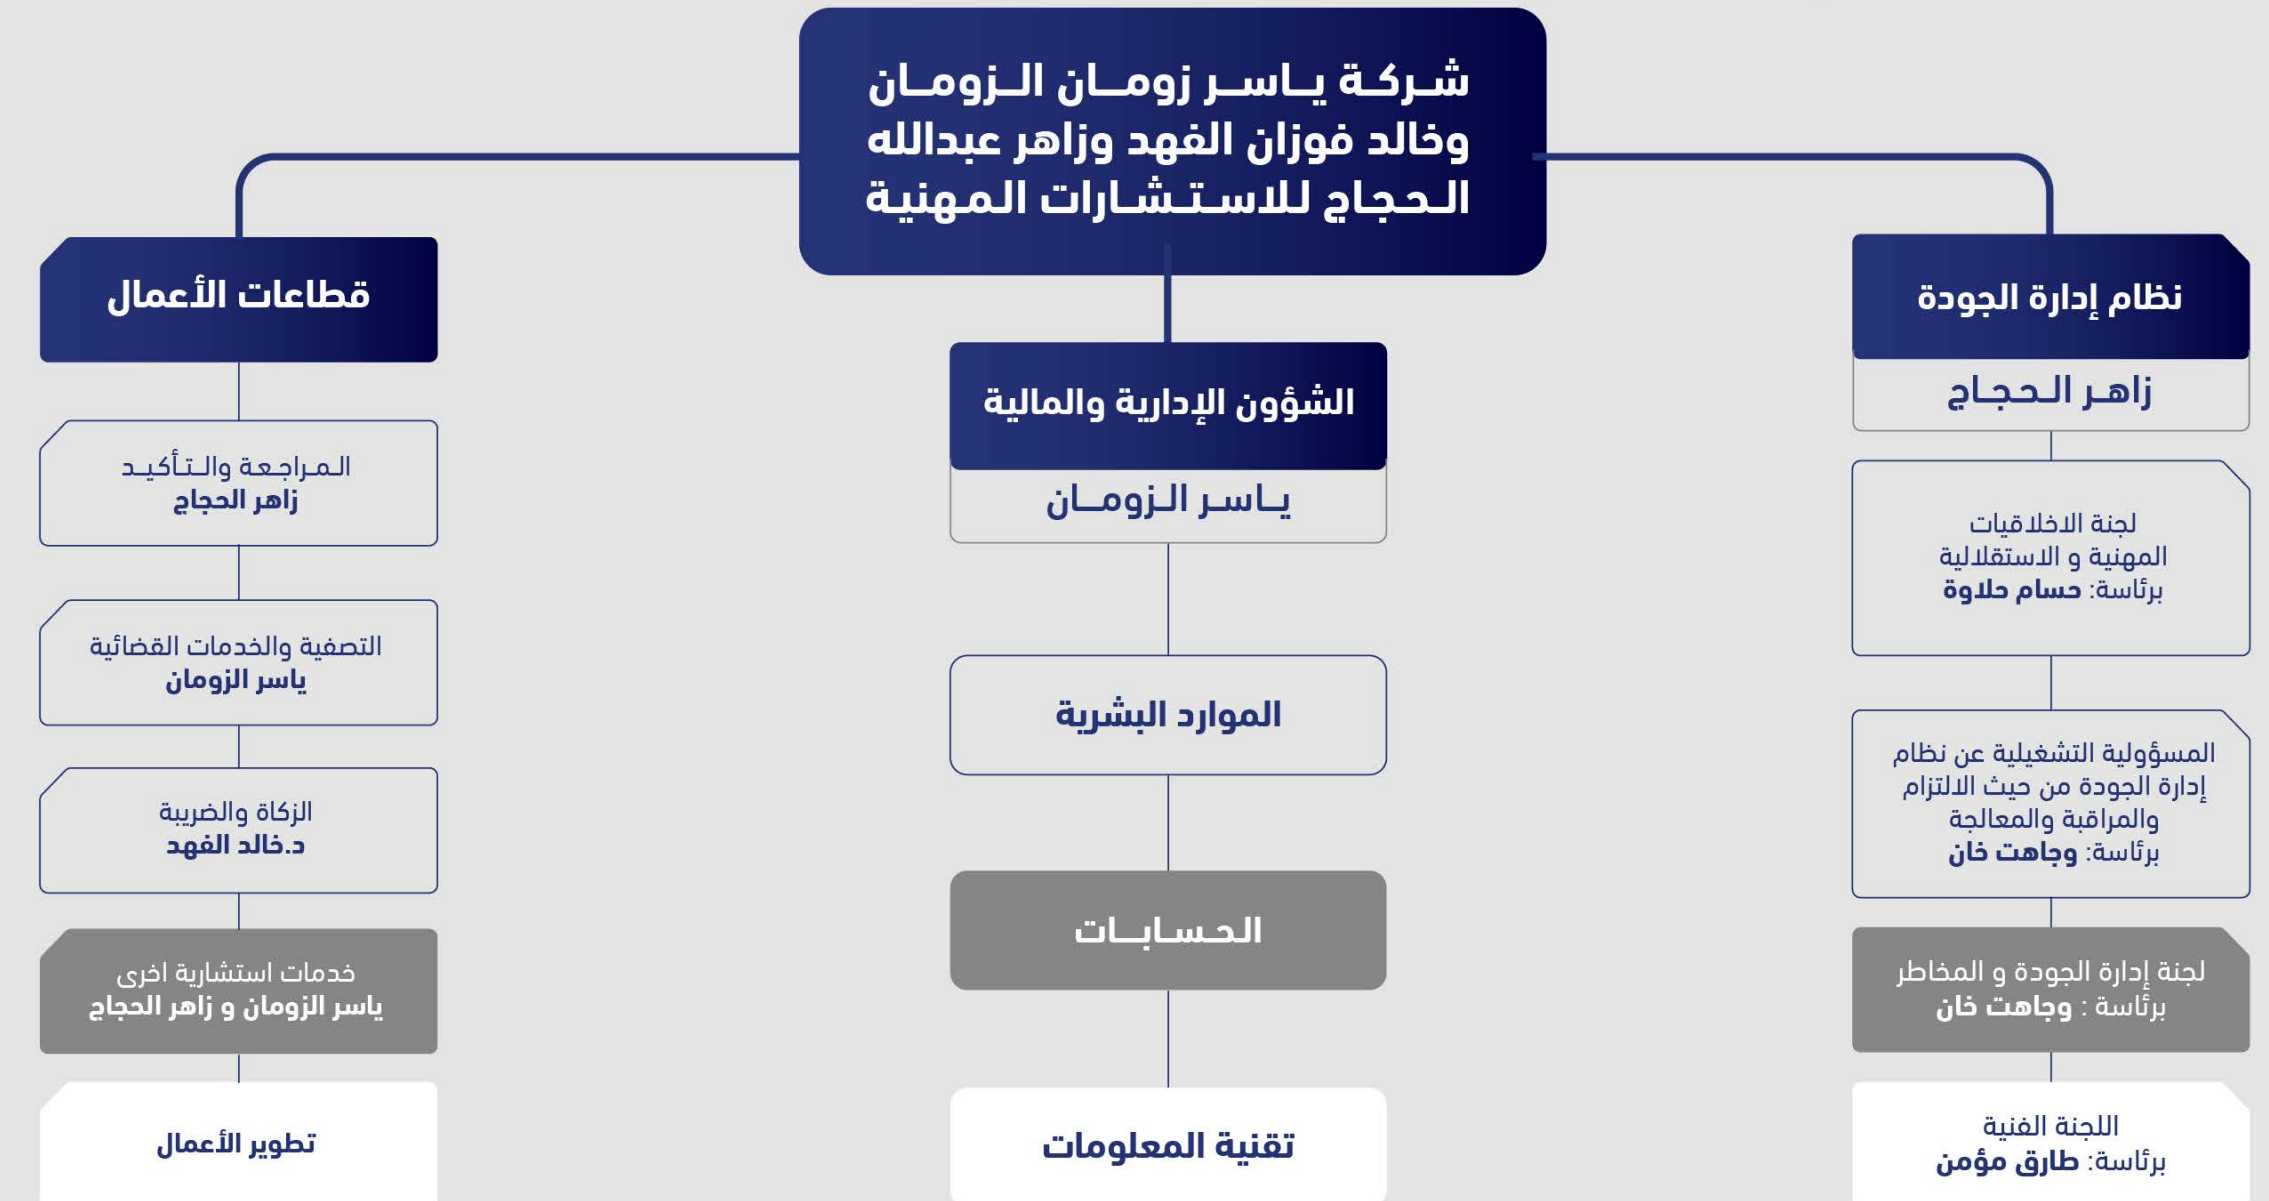 شركة ياسر زومان الزومان
وخالد فوزان الفهد وزاهر عبدالله
الحجاج للاستشارات المهنية
نظام إدارة الجودة
زاهر الحجاج
لجنة الاخلاقيات
المهنية و الاستقلالية
برئاسة: حسام حلاوة
المسؤولية التشغيلية عن نظام
إدارة الجودة من حيث الالتزام
والمراقبة والمعالجة
برئاسة: وجاهت خان
لجنة إدارة الجودة و المخاطر
برئاسة : وجاهت خان
اللجنة الفنية
برئاسة: طارق مؤمن
الشؤون الإدارية والمالية
ياسر الزومان
الموارد البشرية
الحسابات
تقنية المعلومات
قطاعات الأعمال
المراجعة والتأكيد
زاهر الحجاج
التصفية والخدمات القضائية
ياسر الزومان
الزكاة والضريبة
د.خالد الفهد
خدمات استشارية اخرى
ياسر الزومان و زاهر الحجاج
تطوير الأعمال